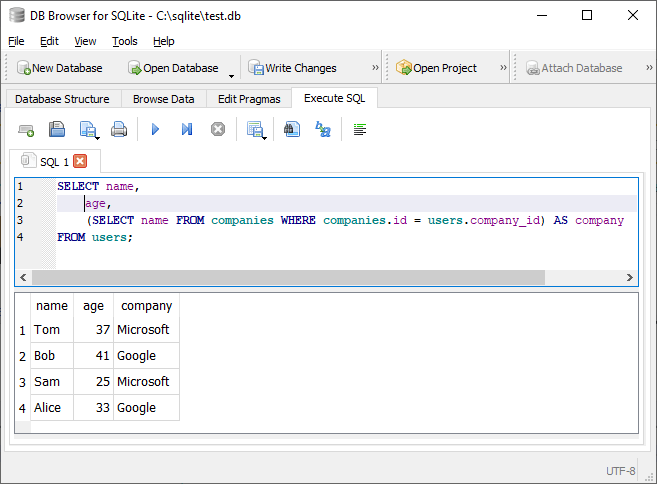 DB Browser for SQLite - C:\sqlite\test.db
File Edit View Tools Help
New Database Open Database Write Changes » Open Project » Attach Database »
Database Structure Browse Data Edit Pragmas Execute SQL
SQL 1
1 SELECT name,
2 age,
3 (SELECT name FROM companies WHERE companies.id = users.company_id) AS company
4 FROM users;
name age company
1 Tom 37 Microsoft
2 Bob 41 Google
3 Sam 25 Microsoft
4 Alice 33 Google
UTF-8